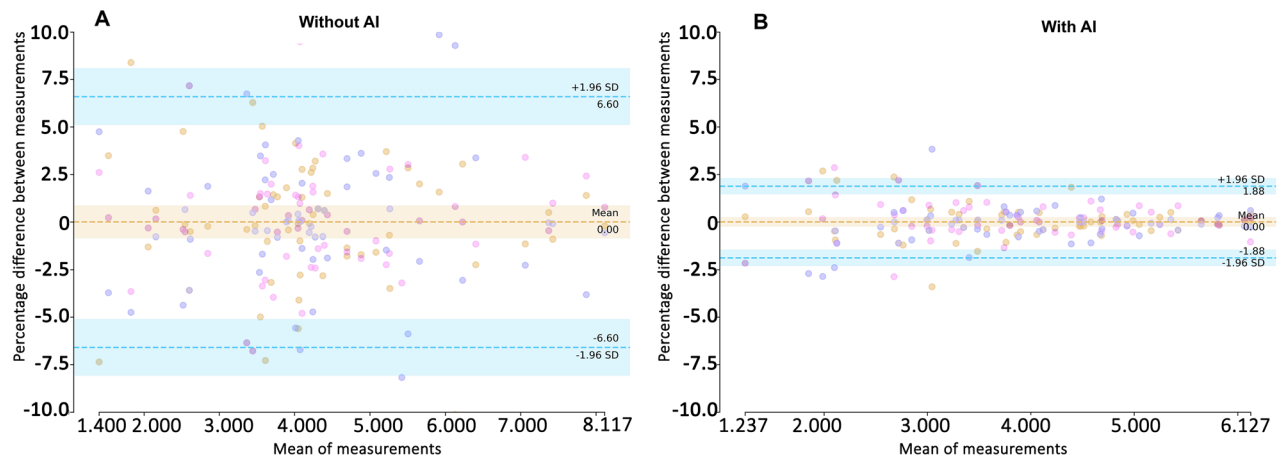 A
Without AI
Percentage difference between measurements
10.0
7.5
5.0
2.5
0
-2.5
-5.0
-7.5
-10.0
+1.96 SD
6.60
Mean
0.00
-6.60
-1.96 SD
1.400 2.000 3.000 4.000 5.000 6.000 7.000 8.117
Mean of measurements
B
With AI
Percentage difference between measurements
10.0
7.5
5.0
2.5
0
-2.5
-5.0
-7.5
-10.0
+1.96 SD
1.88
Mean
0.00
-1.88
-1.96 SD
1.237 2.000 3.000 4.000 5.000 6.127
Mean of measurements